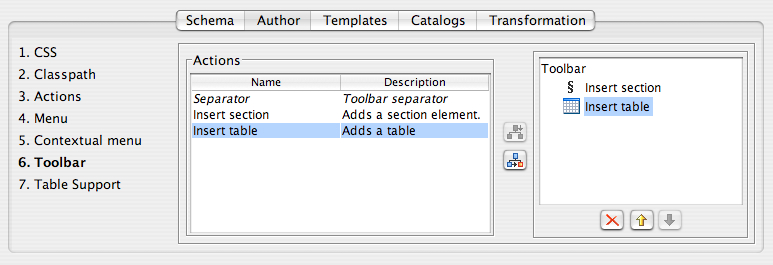 Schema Author Templates Catalogs Transformation
1. CSS
2. Classpath
3. Actions
4. Menu
5. Contextual menu
6. Toolbar
7. Table Support
Actions
Name Description
Separator Toolbar separator
Insert section Adds a section element.
Insert table Adds a table
Toolbar
§ Insert section
Insert table